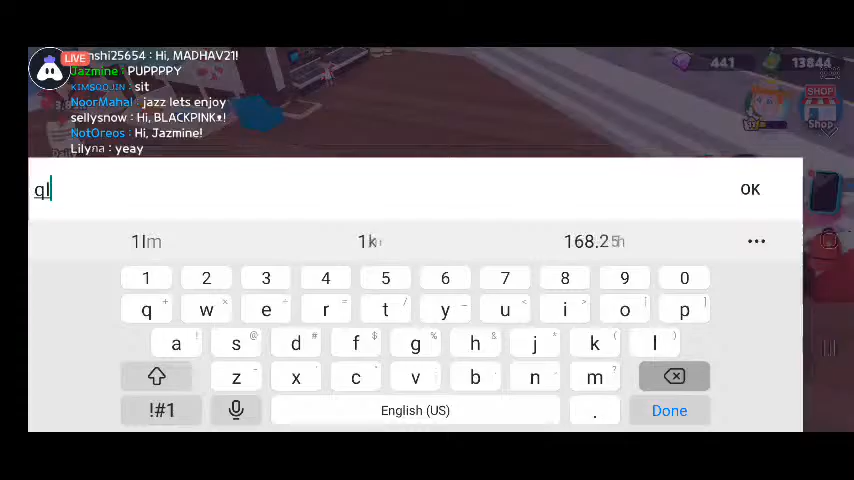 LIVE
nshi25654 : Hi, MADHAV21!
Jazmine : PUPPPPY
KIMSOOJIN : sit
NoorMahal : jazz lets enjoy
sellysnow : Hi, BLACKPINK!
NotOreos : Hi, Jazmine!
Lilyna : yeay
441
13844
SHOP
Shop
ql
OK
1lm
1k
168.2
...
1 2 3 4 5 6 7 8 9 0
q w e r t y u i o p
a s d f g h j k l
z x c v b n m
!#1
English (US)
.
Done